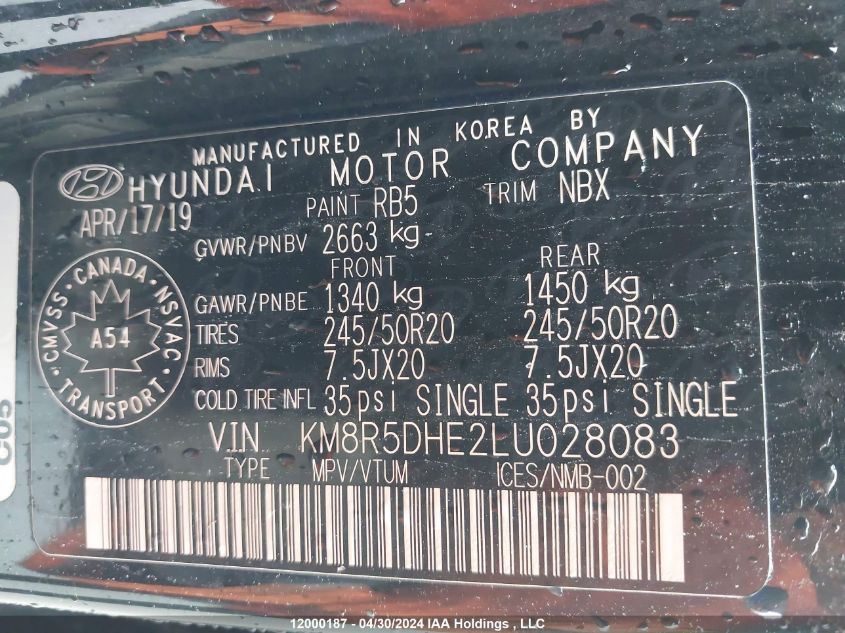 MANUFACTURED IN KOREA BY
HYUNDAI MOTOR COMPANY
APR/17/19 PAINT RB5 TRIM NBX
GVWR/PNBV 2663 kg
FRONT REAR
GAWR/PNBE 1340 kg 1450 kg
TIRES 245/50R20 245/50R20
RIMS 7.5JX20 7.5JX20
COLD TIRE INFL 35psi SINGLE 35psi SINGLE
VIN KM8R5DHE2LU028083
TYPE MPV/VTUM ICES/NMB-002
CMVSS · CANADA · NSVAC · TRANSPORT ·
A54
C05
12000187 - 04/30/2024 IAA Holdings , LLC